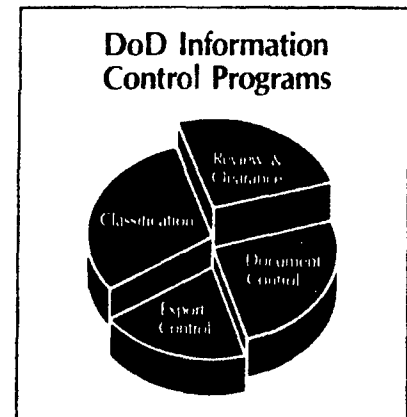 DoD Information
Control Programs
Review &
Clearance
Classification
Document
Control
Export
Control